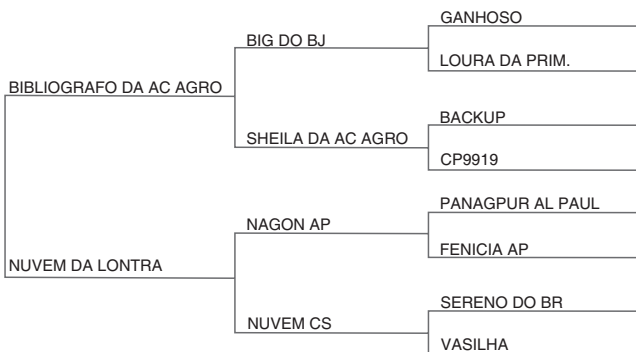 GANHOSO
BIG DO BJ
LOURA DA PRIM.
BIBLIOGRAFO DA AC AGRO
BACKUP
SHEILA DA AC AGRO
CP9919
PANAGPUR AL PAUL
NAGON AP
FENICIA AP
NUVEM DA LONTRA
SERENO DO BR
NUVEM CS
VASILHA